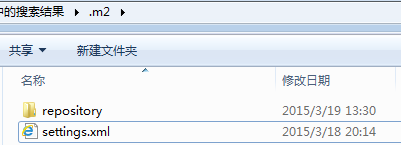 中的搜索结果 ▸ .m2 ▸
共享 ▼ 新建文件夹
名称 修改日期
repository 2015/3/19 13:30
settings.xml 2015/3/18 20:14